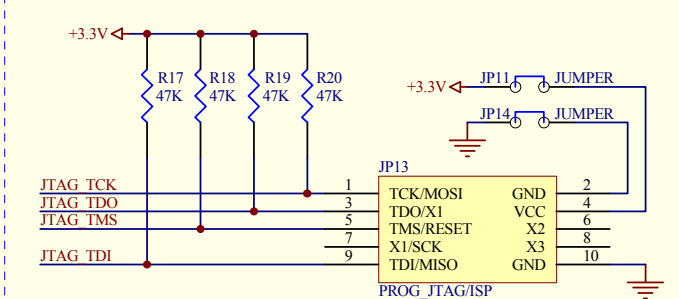 +3.3V
R17 R18 R19 R20
47K 47K 47K 47K
+3.3V JP11 JUMPER
JP14 JUMPER
JP13
JTAG_TCK 1 TCK/MOSI GND 2
JTAG_TDO 3 TDO/X1 VCC 4
JTAG_TMS 5 TMS/RESET X2 6
7 X1/SCK X3 8
JTAG_TDI 9 TDI/MISO GND 10
PROG_JTAG/ISP